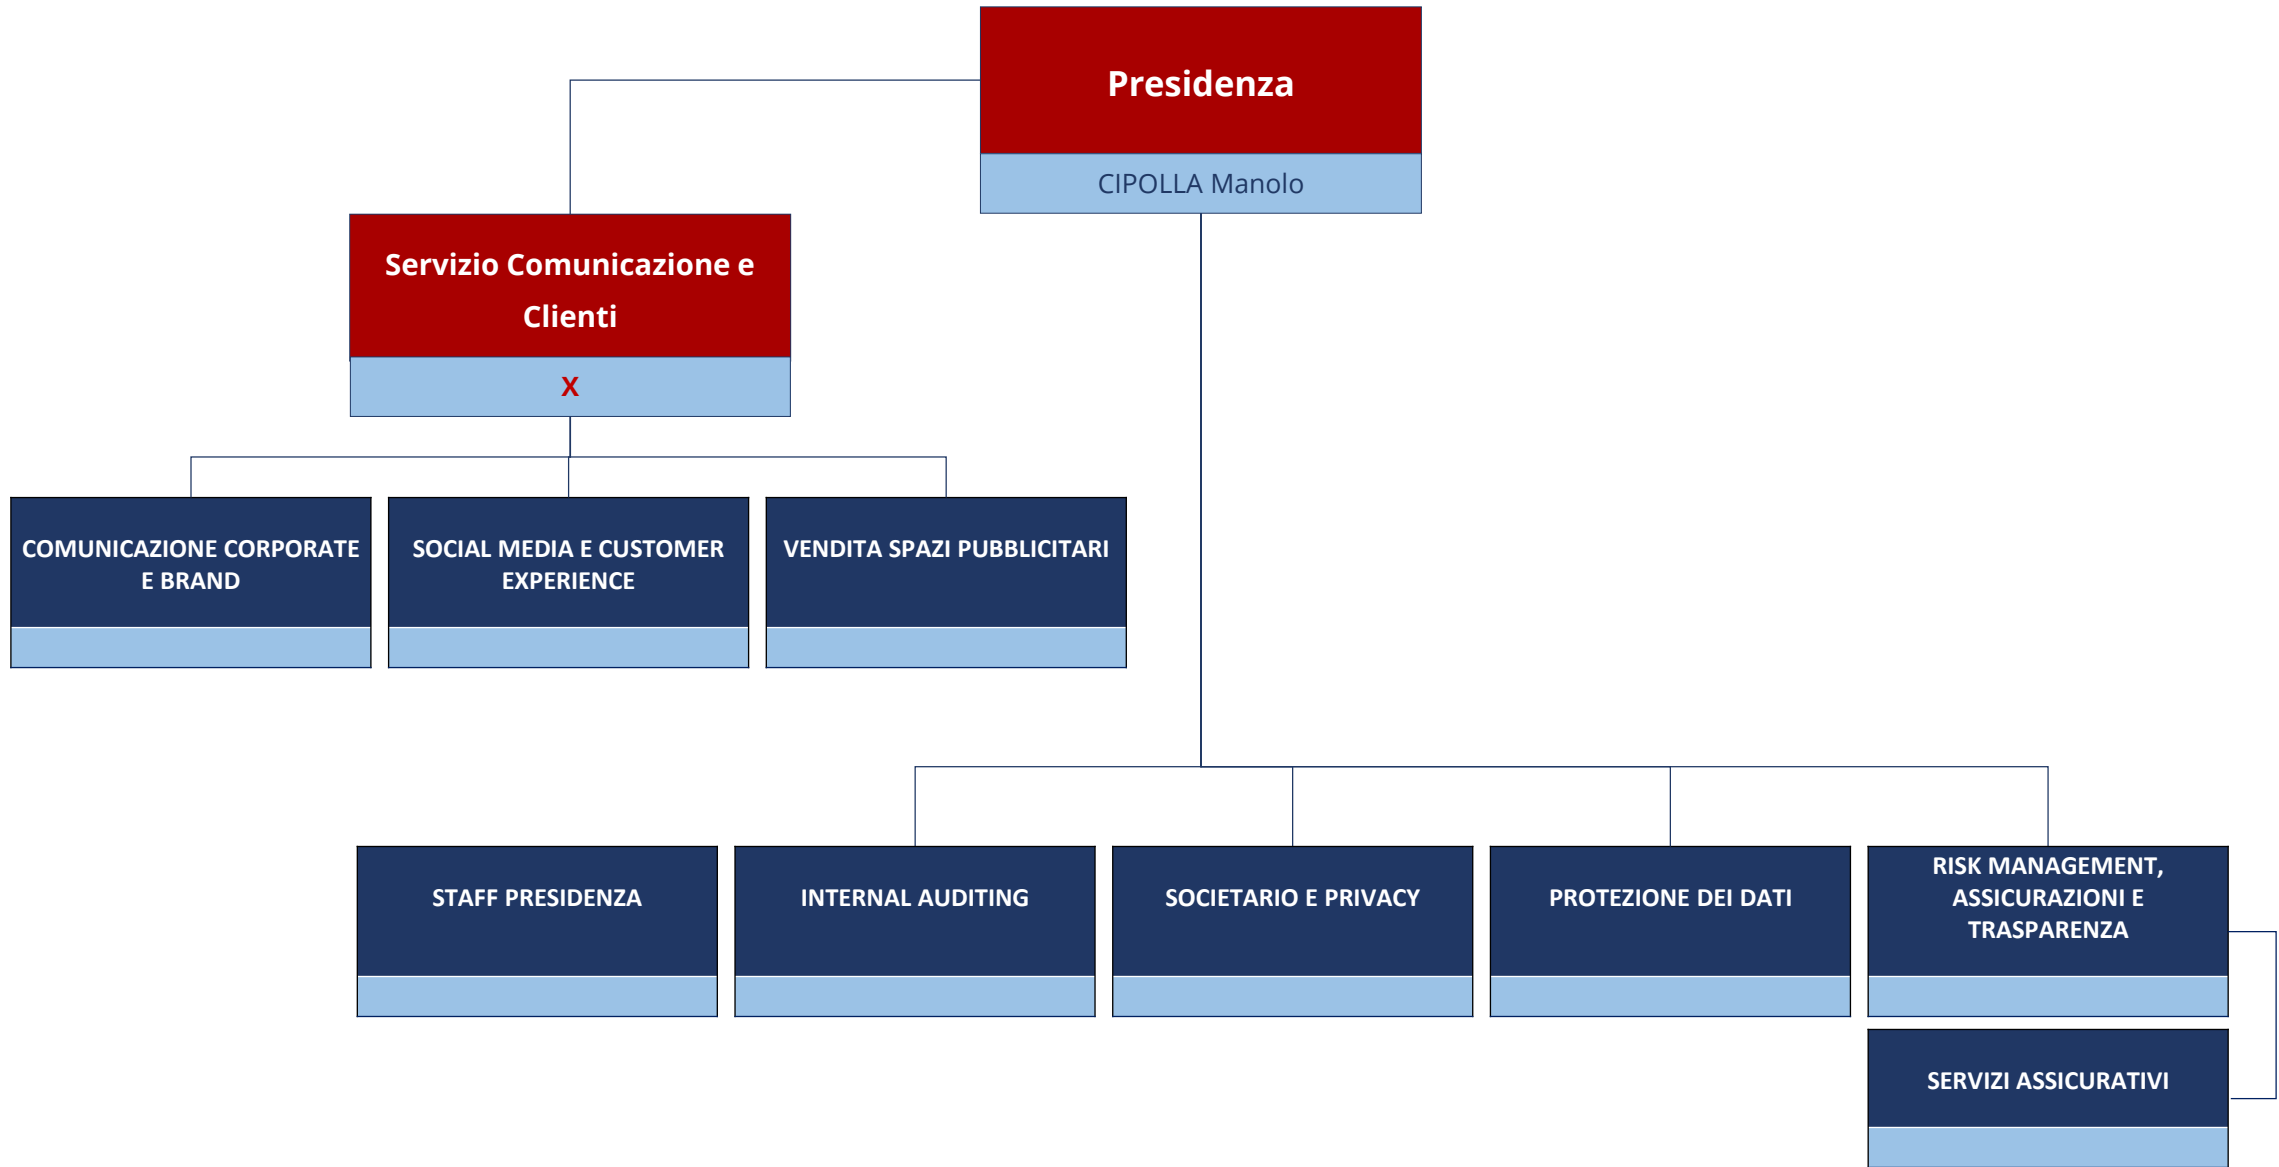 Presidenza
CIPOLLA Manolo
Servizio Comunicazione e
Clienti
X
COMUNICAZIONE CORPORATE
E BRAND
SOCIAL MEDIA E CUSTOMER
EXPERIENCE
VENDITA SPAZI PUBBLICITARI
STAFF PRESIDENZA
INTERNAL AUDITING
SOCIETARIO E PRIVACY
PROTEZIONE DEI DATI
RISK MANAGEMENT,
ASSICURAZIONI E
TRASPARENZA
SERVIZI ASSICURATIVI